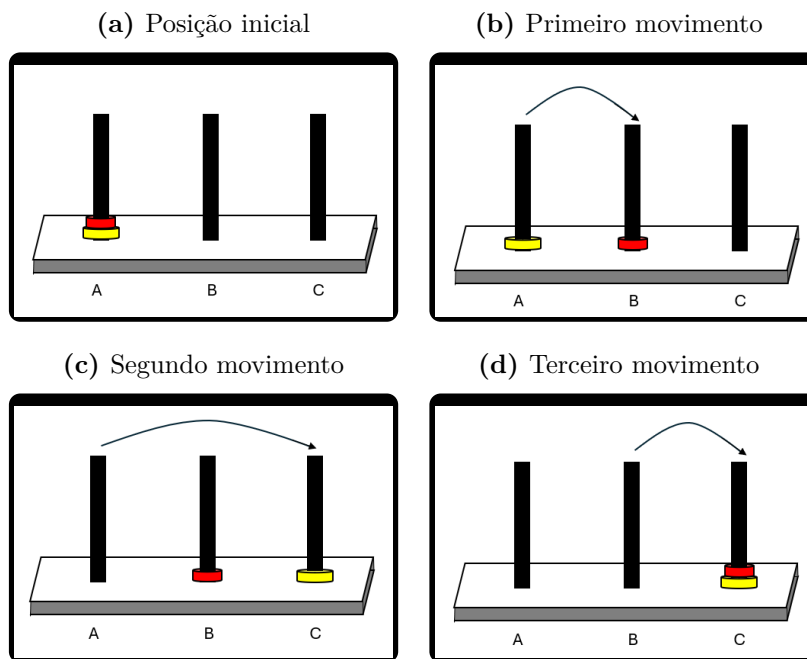 (a) Posição inicial
(b) Primeiro movimento
A B C
A B C
(c) Segundo movimento
(d) Terceiro movimento
A B C
A B C